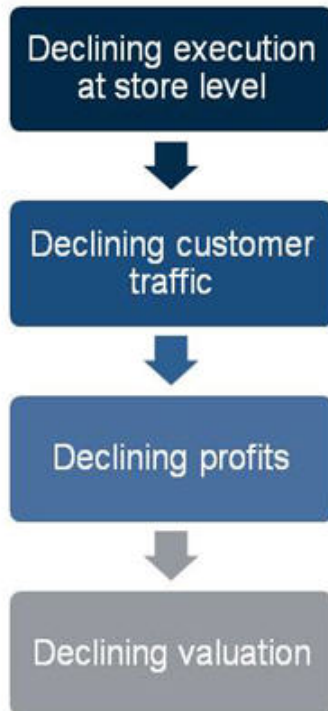 Declining execution
at store level
Declining customer
traffic
Declining profits
Declining valuation